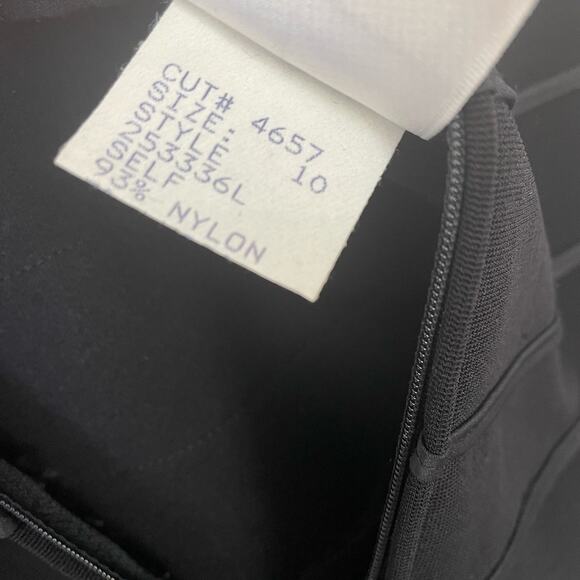 CUT# 4657
SIZE: 10
STYLE:
253336L
SELF
93% NYLON